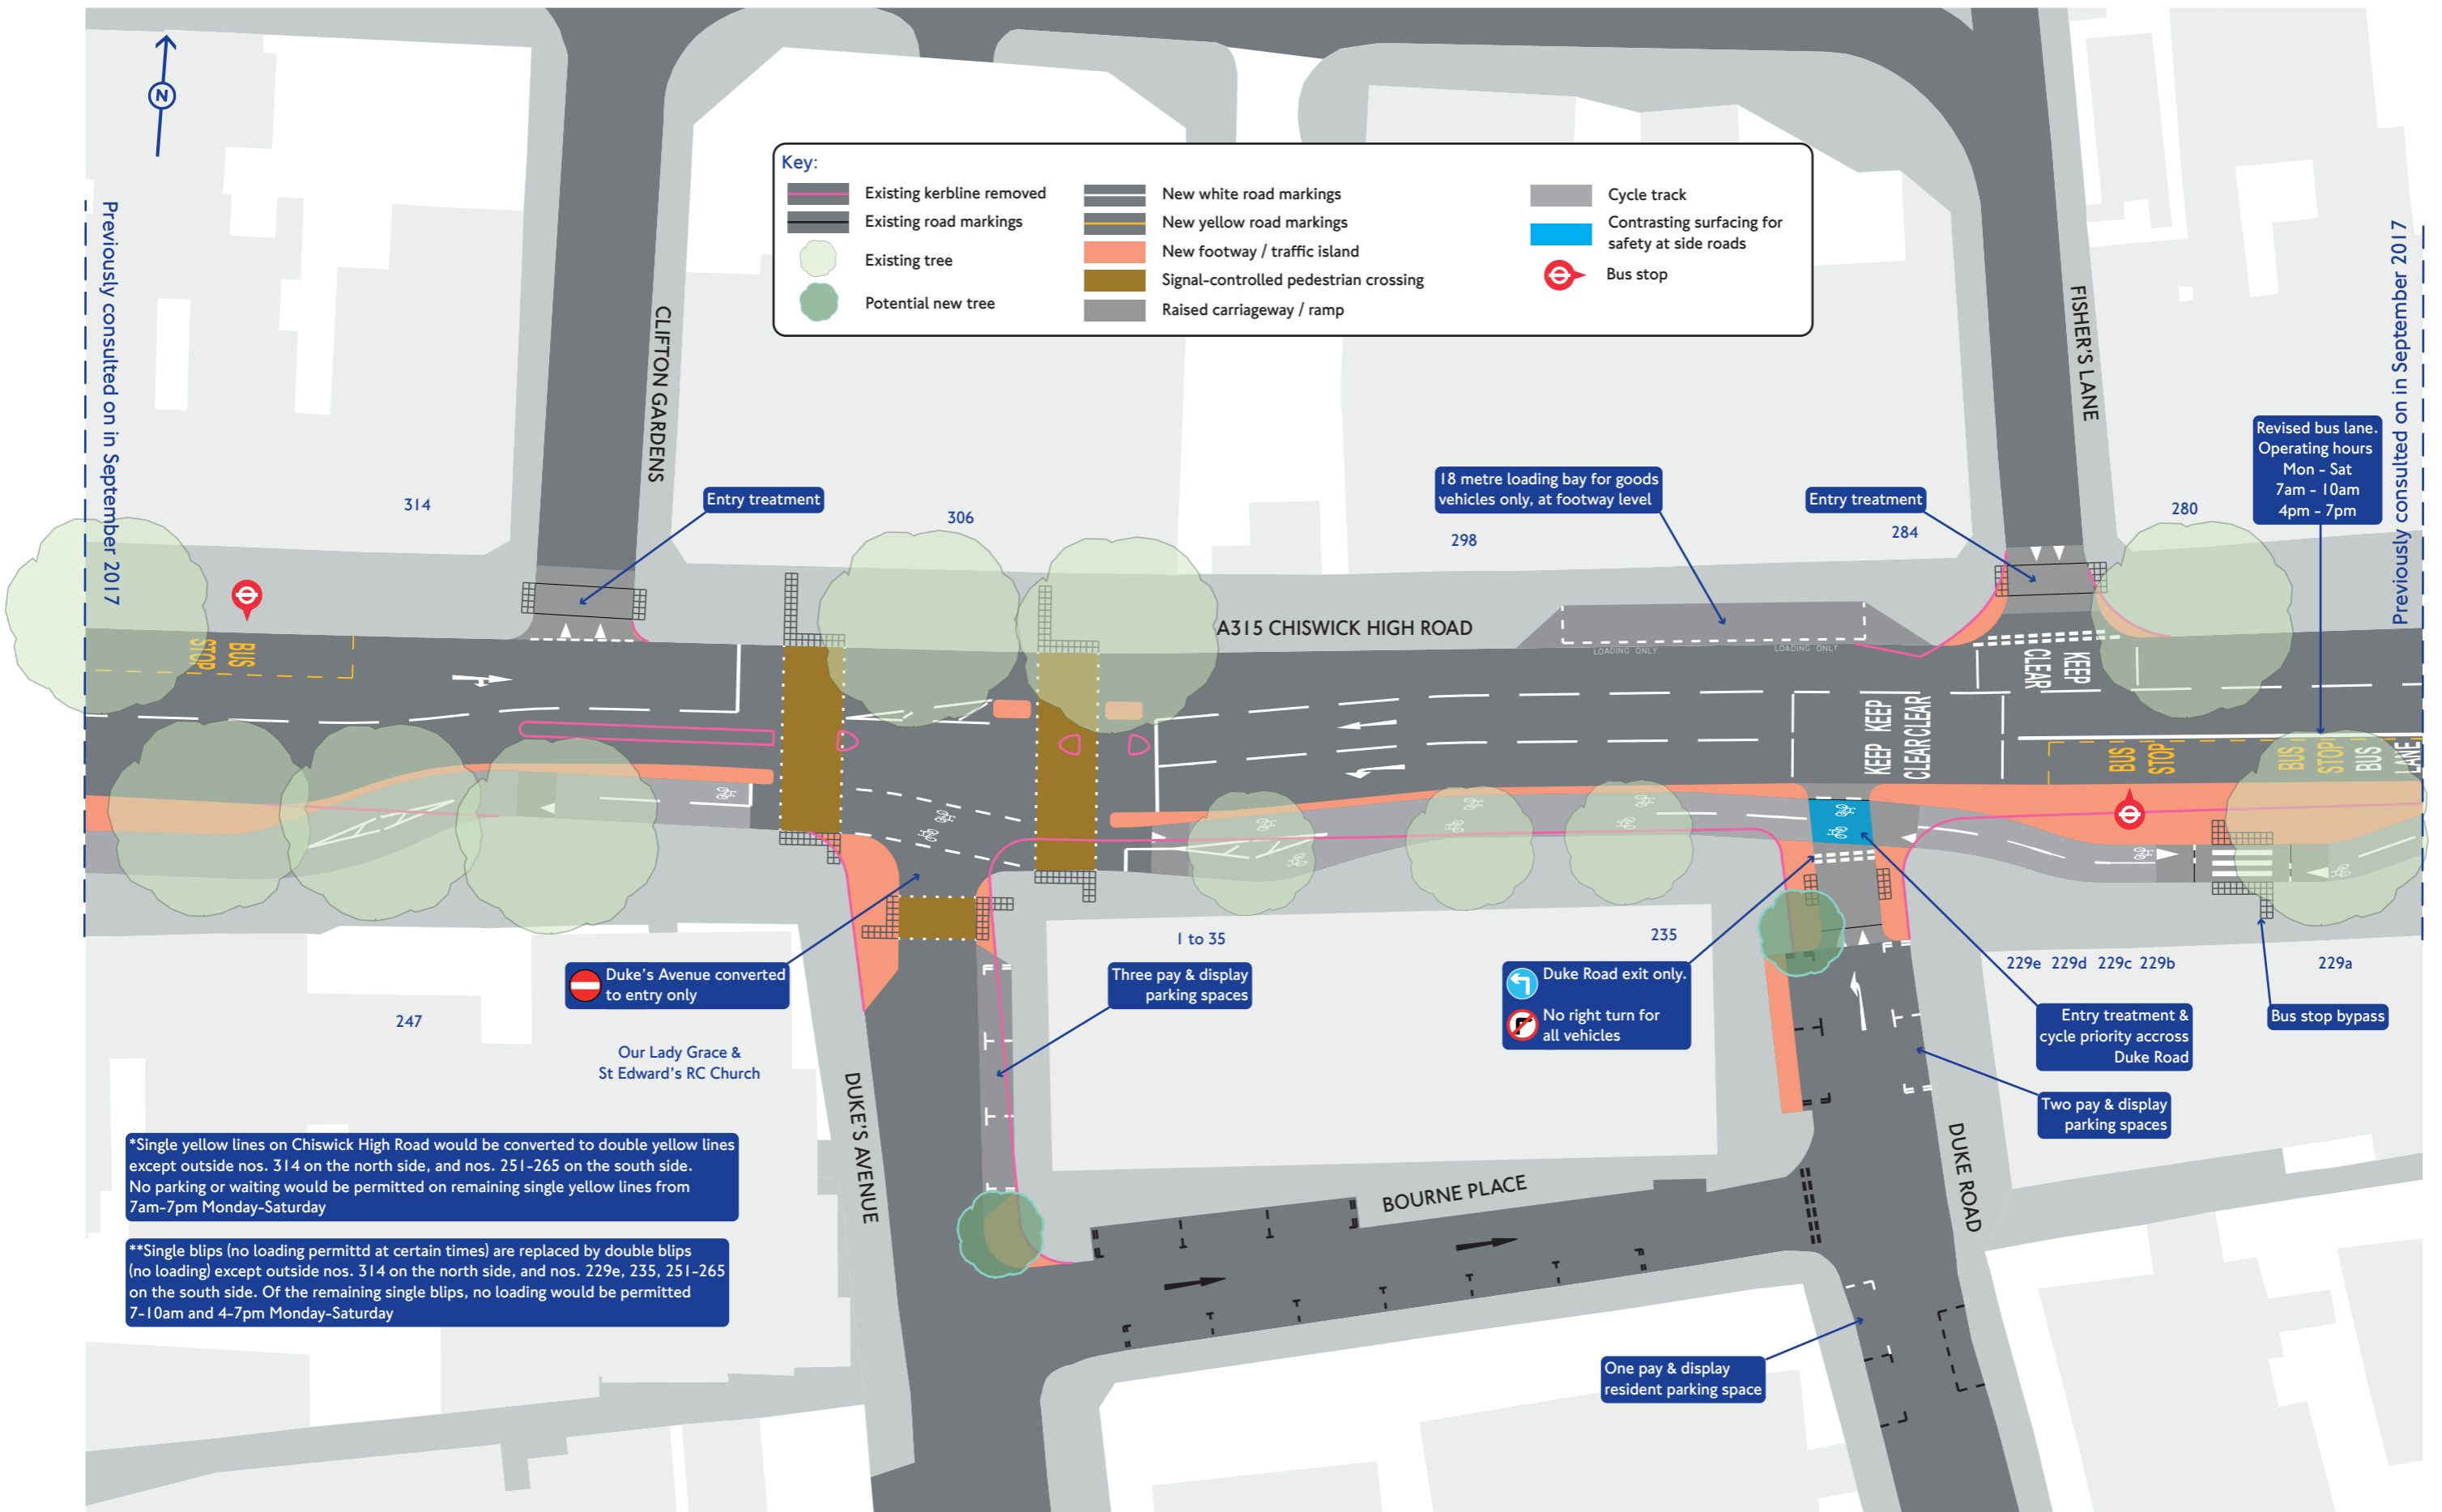 N
Key:
Existing kerbline removed
Existing road markings
Existing tree
Potential new tree
New white road markings
New yellow road markings
New footway / traffic island
Signal-controlled pedestrian crossing
Raised carriageway / ramp
Cycle track
Contrasting surfacing for
safety at side roads
Bus stop
Previously consulted on in September 2017
Previously consulted on in September 2017
CLIFTON GARDENS
FISHER'S LANE
Revised bus lane.
Operating hours
Mon - Sat
7am - 10am
4pm - 7pm
314
Entry treatment
306
18 metre loading bay for goods
vehicles only, at footway level
298
Entry treatment
284
280
A315 CHISWICK HIGH ROAD
LOADING ONLY
LOADING ONLY
BUS
STOP
KEEP
CLEAR
KEEP KEEP
CLEARCLEAR
BUS
STOP
BUS
STOP
BUS
LANE
1 to 35
235
229e 229d 229c 229b
229a
Duke's Avenue converted
to entry only
Three pay & display
parking spaces
Duke Road exit only.
No right turn for
all vehicles
Entry treatment &
cycle priority accross
Duke Road
Bus stop bypass
247
Our Lady Grace &
St Edward's RC Church
Two pay & display
parking spaces
DUKE'S AVENUE
DUKE ROAD
BOURNE PLACE
*Single yellow lines on Chiswick High Road would be converted to double yellow lines
except outside nos. 314 on the north side, and nos. 251-265 on the south side.
No parking or waiting would be permitted on remaining single yellow lines from
7am-7pm Monday-Saturday
**Single blips (no loading permittd at certain times) are replaced by double blips
(no loading) except outside nos. 314 on the north side, and nos. 229e, 235, 251-265
on the south side. Of the remaining single blips, no loading would be permitted
7-10am and 4-7pm Monday-Saturday
One pay & display
resident parking space